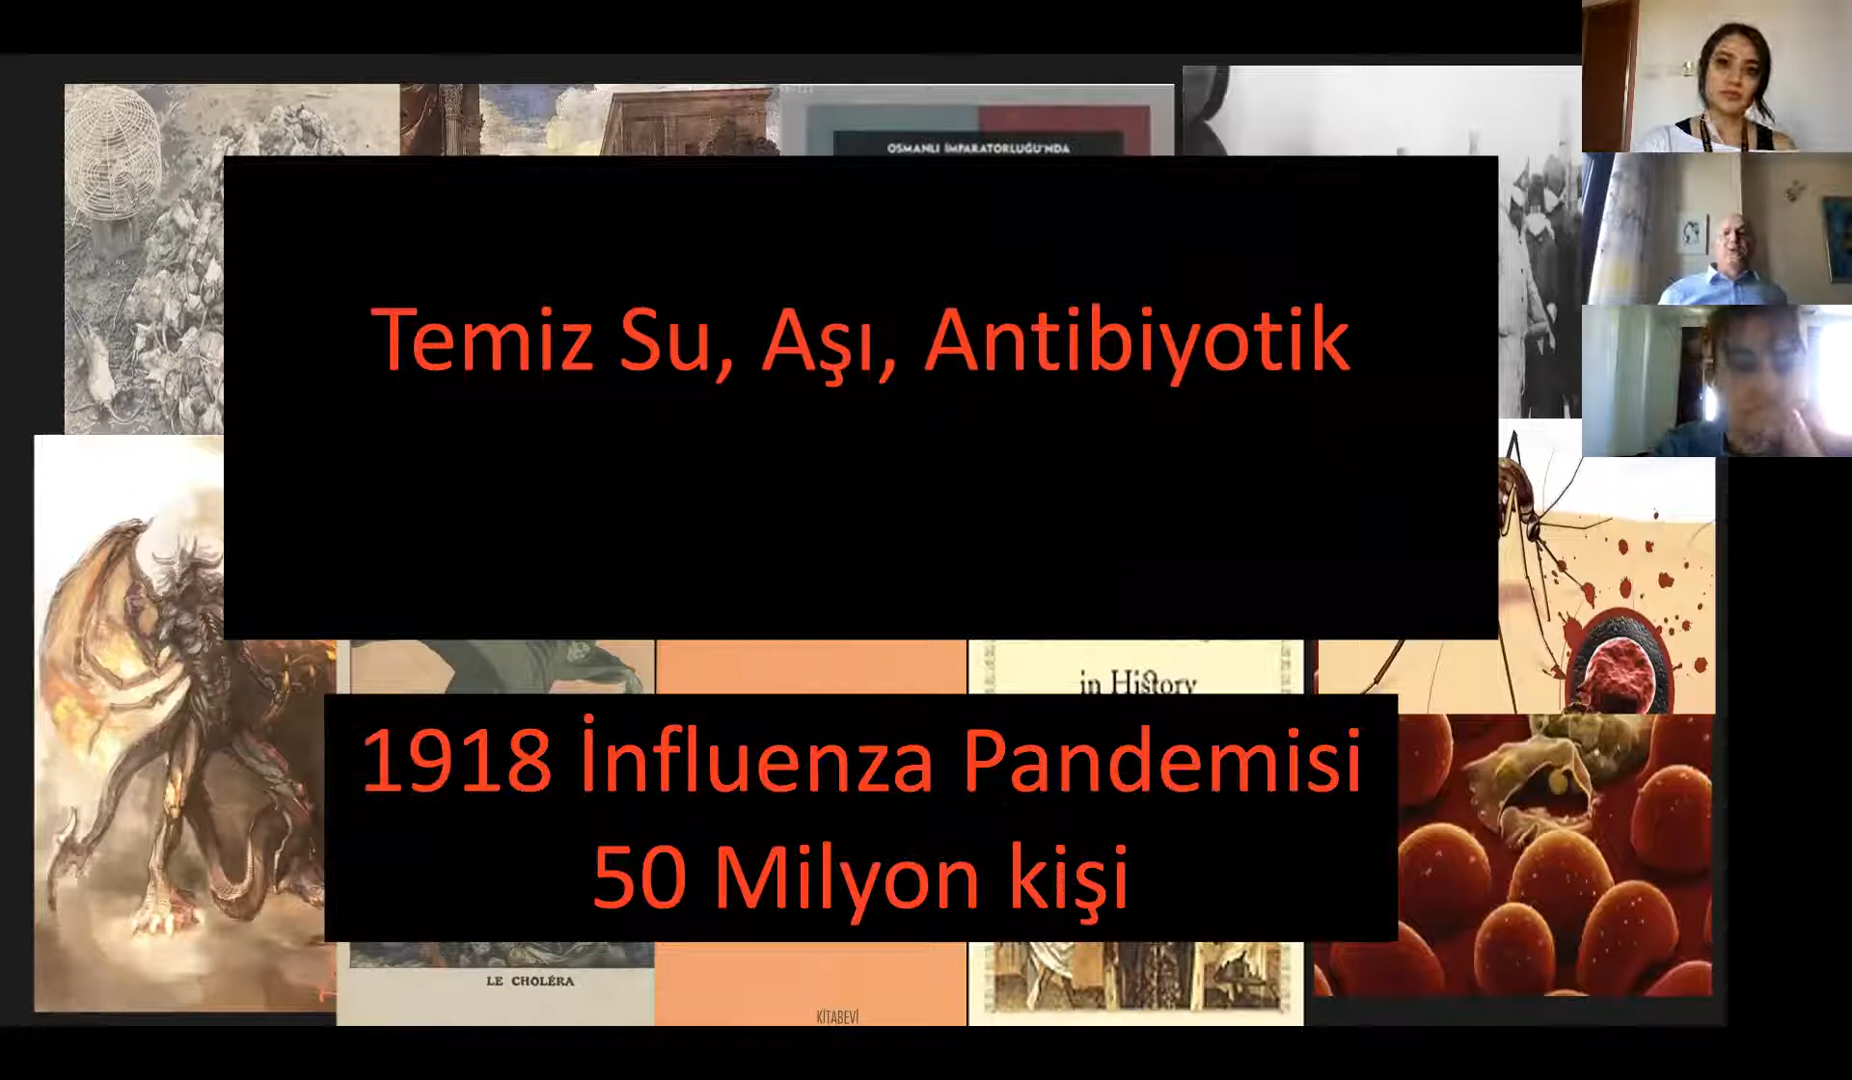 OSMANLI İMPARATORLUĞU'NDA
Temiz Su, Aşı, Antibiyotik
in History
1918 İnfluenza Pandemisi
50 Milyon kişi
LE CHOLÉRA
KİTABEVİ